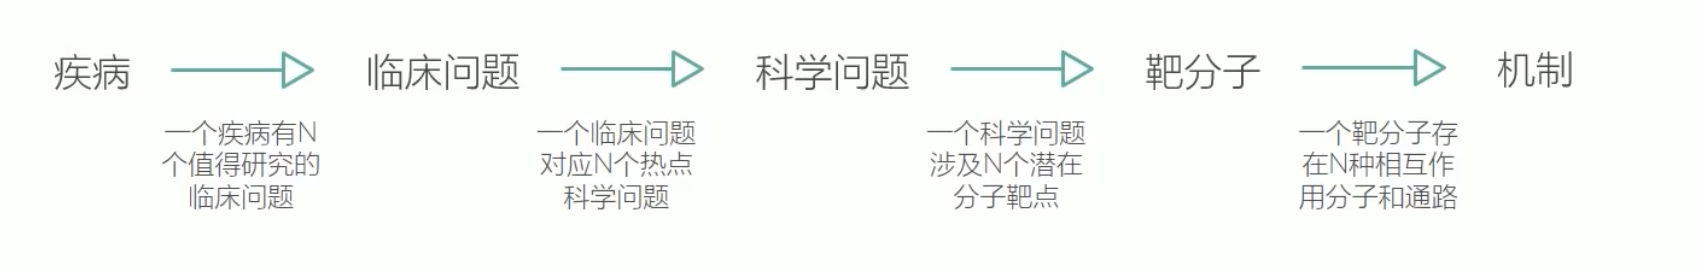 疾病
临床问题
科学问题
靶分子
机制
一个疾病有N
个值得研究的
临床问题
一个临床问题
对应N个热点
科学问题
一个科学问题
涉及N个潜在
分子靶点
一个靶分子存
在N种相互作
用分子和通路